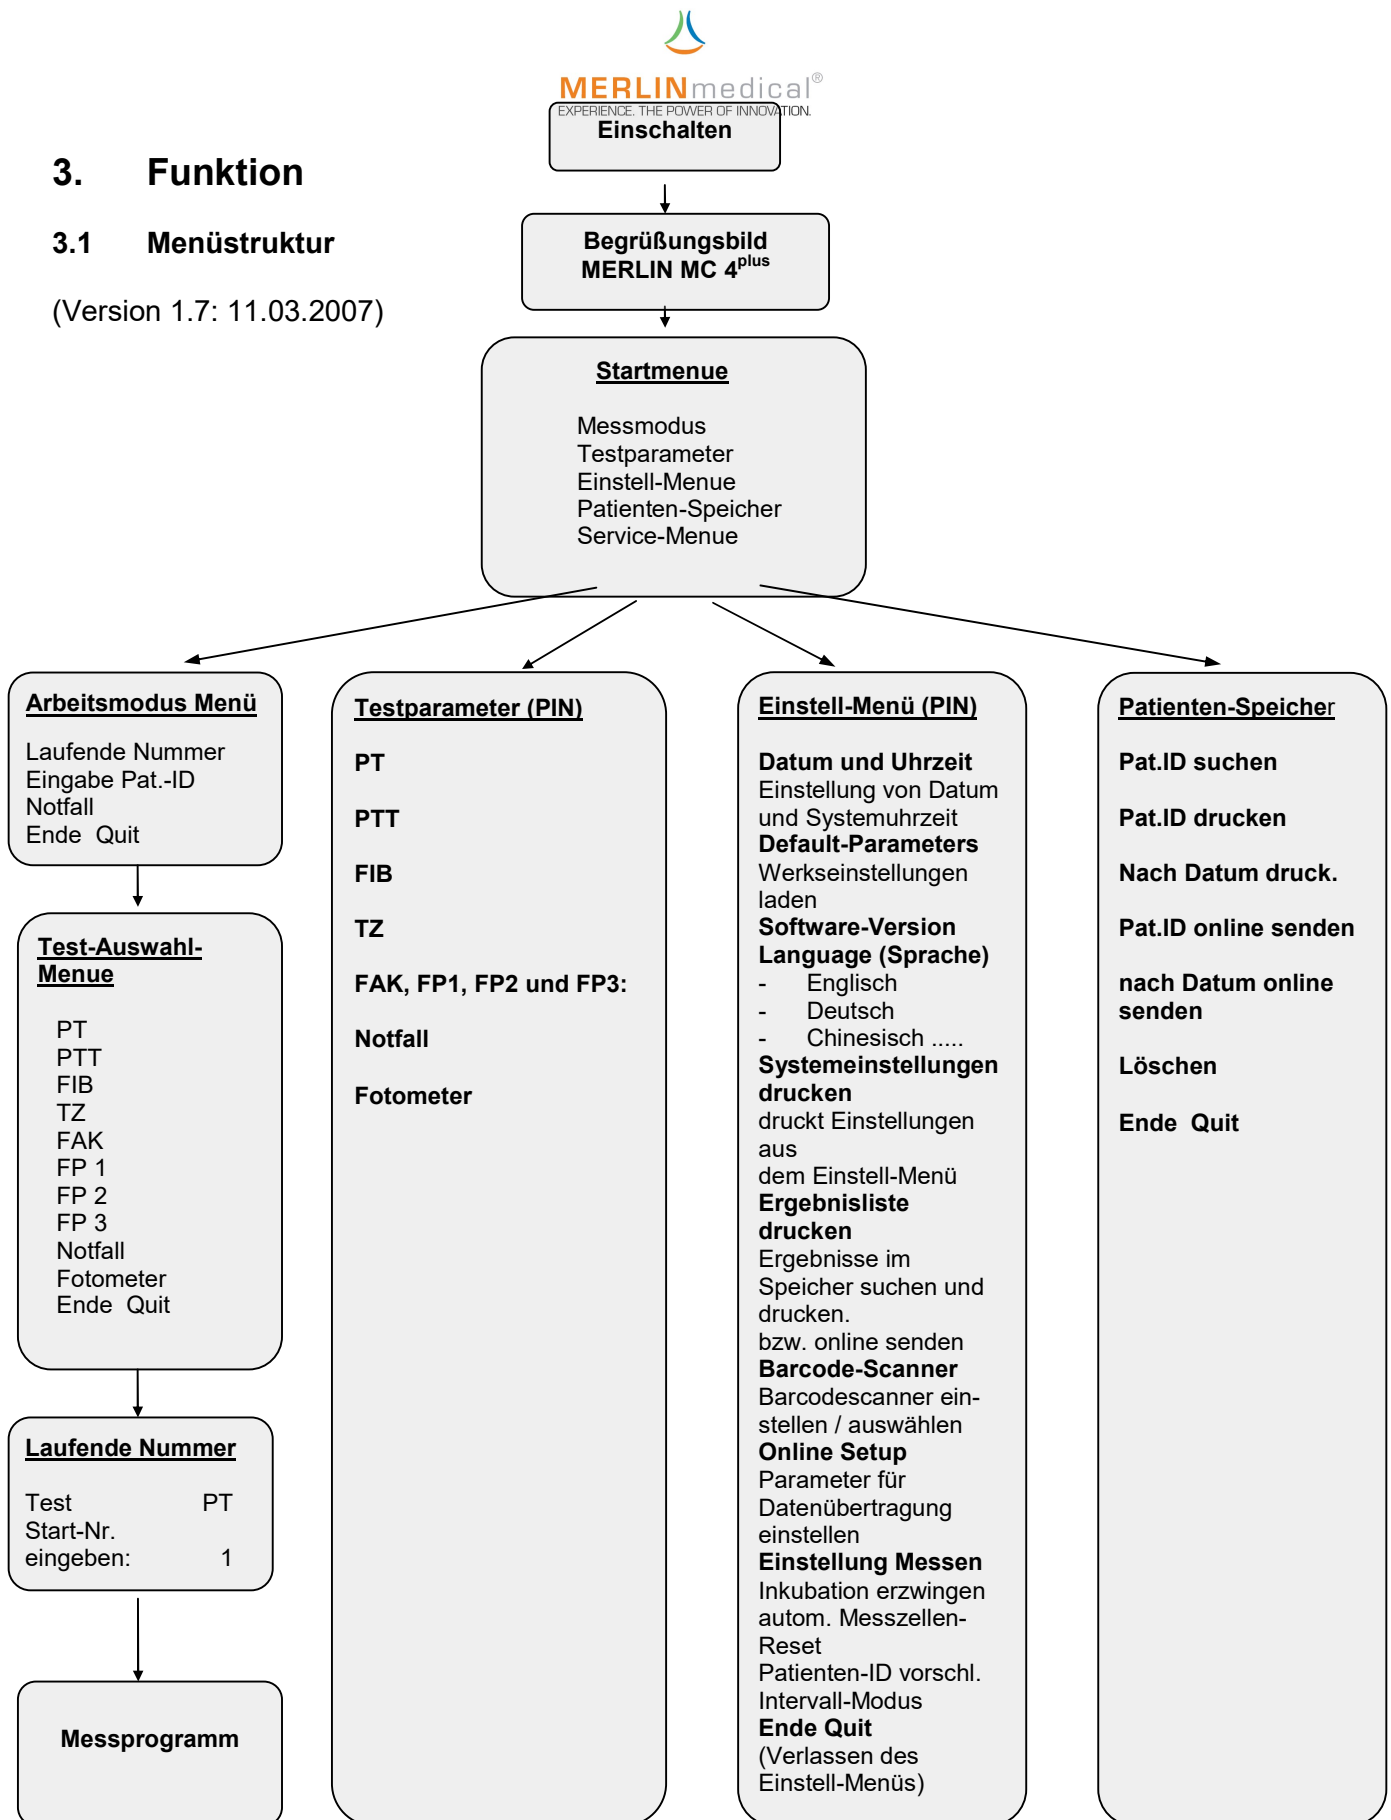 MERLINmedical®
EXPERIENCE. THE POWER OF INNOVATION.
Einschalten
3. Funktion
3.1 Menüstruktur
(Version 1.7: 11.03.2007)
Begrüßungsbild
MERLIN MC 4plus
Startmenue
Messmodus
Testparameter
Einstell-Menue
Patienten-Speicher
Service-Menue
Arbeitsmodus Menü
Laufende Nummer
Eingabe Pat.-ID
Notfall
Ende Quit
Test-Auswahl-
Menue
PT
PTT
FIB
TZ
FAK
FP 1
FP 2
FP 3
Notfall
Fotometer
Ende Quit
Laufende Nummer
Test PT
Start-Nr.
eingeben: 1
Messprogramm
Testparameter (PIN)
PT
PTT
FIB
TZ
FAK, FP1, FP2 und FP3:
Notfall
Fotometer
Einstell-Menü (PIN)
Datum und Uhrzeit
Einstellung von Datum
und Systemuhrzeit
Default-Parameters
Werkseinstellungen
laden
Software-Version
Language (Sprache)
- Englisch
- Deutsch
- Chinesisch .....
Systemeinstellungen
drucken
druckt Einstellungen
aus
dem Einstell-Menü
Ergebnisliste
drucken
Ergebnisse im
Speicher suchen und
drucken.
bzw. online senden
Barcode-Scanner
Barcodescanner ein-
stellen / auswählen
Online Setup
Parameter für
Datenübertragung
einstellen
Einstellung Messen
Inkubation erzwingen
autom. Messzellen-
Reset
Patienten-ID vorschl.
Intervall-Modus
Ende Quit
(Verlassen des
Einstell-Menüs)
Patienten-Speicher
Pat.ID suchen
Pat.ID drucken
Nach Datum druck.
Pat.ID online senden
nach Datum online
senden
Löschen
Ende Quit